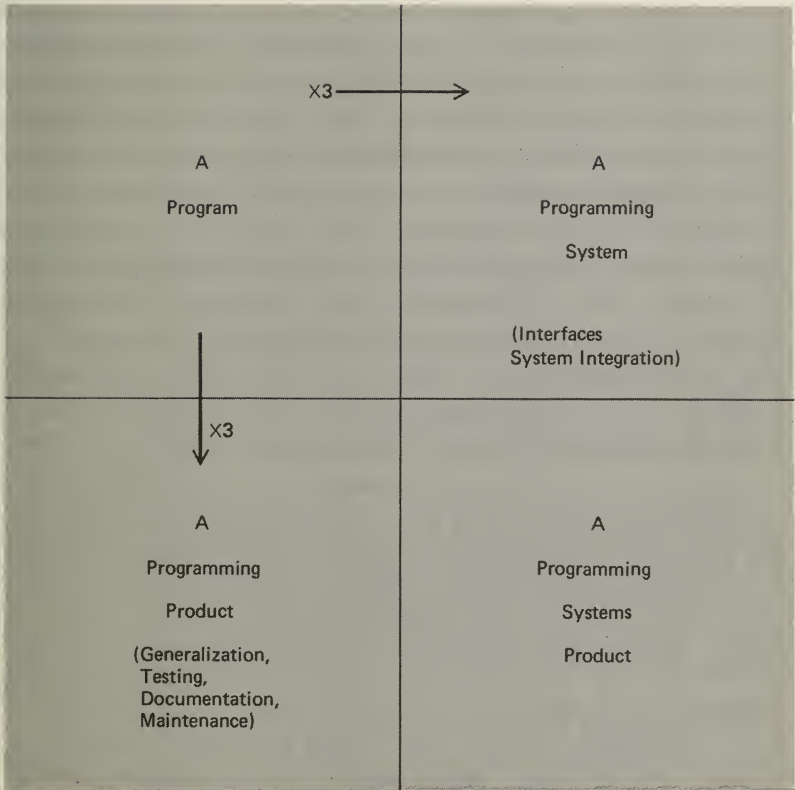 X3
A
Program
A
Programming
System
(Interfaces
System Integration)
X3
A
Programming
Product
(Generalization,
Testing,
Documentation,
Maintenance)
A
Programming
Systems
Product